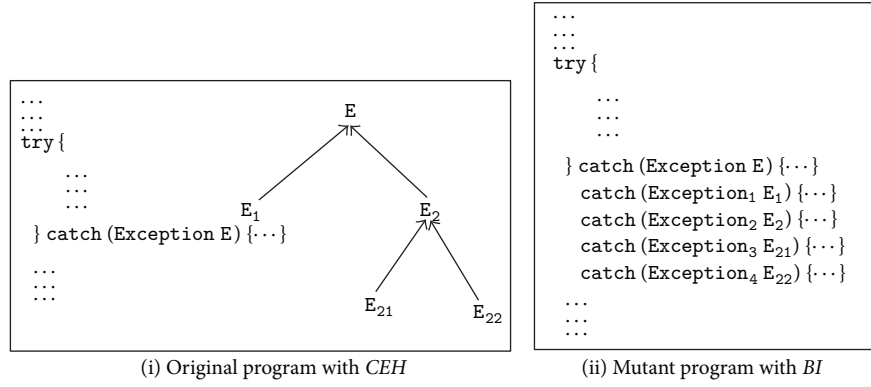 ...
...
...
try {
...
...
...
} catch (Exception E) {...}
...
...
...
E
E₁
E₂
E₂₁
E₂₂
(i) Original program with CEH
...
...
...
try {
...
...
...
} catch (Exception E) {...}
catch (Exception₁ E₁) {...}
catch (Exception₂ E₂) {...}
catch (Exception₃ E₂₁) {...}
catch (Exception₄ E₂₂) {...}
...
...
...
(ii) Mutant program with BI